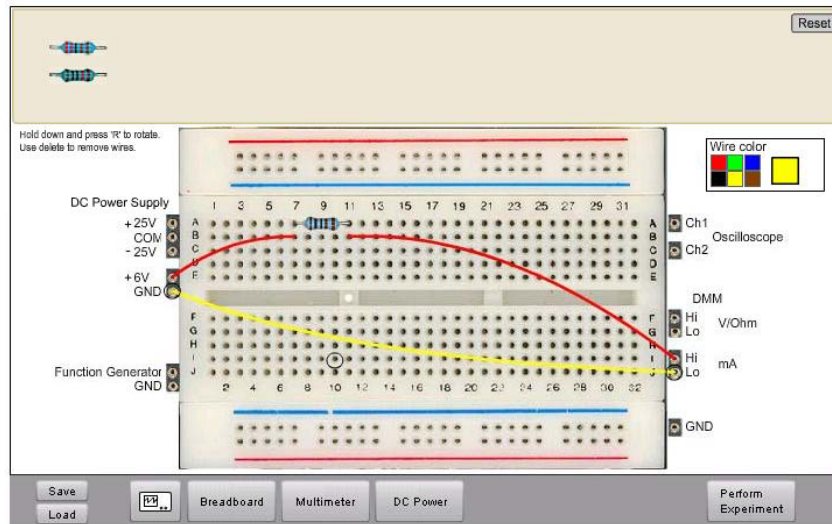 Reset
Hold down and press 'R' to rotate.
Use delete to remove wires.
Wire color
DC Power Supply
+25V
COM
-25V
+6V
GND
Function Generator
GND
1 3 5 7 9 11 13 15 17 19 21 23 25 27 29 31
A A
B B
C C
D D
E E
F F
G G
H H
I I
J J
2 4 6 8 10 12 14 16 18 20 22 24 26 28 30 32
Ch1
Oscilloscope
Ch2
DMM
Hi
V/Ohm
Lo
Hi
mA
Lo
GND
Save
Load
Breadboard
Multimeter
DC Power
Perform
Experiment